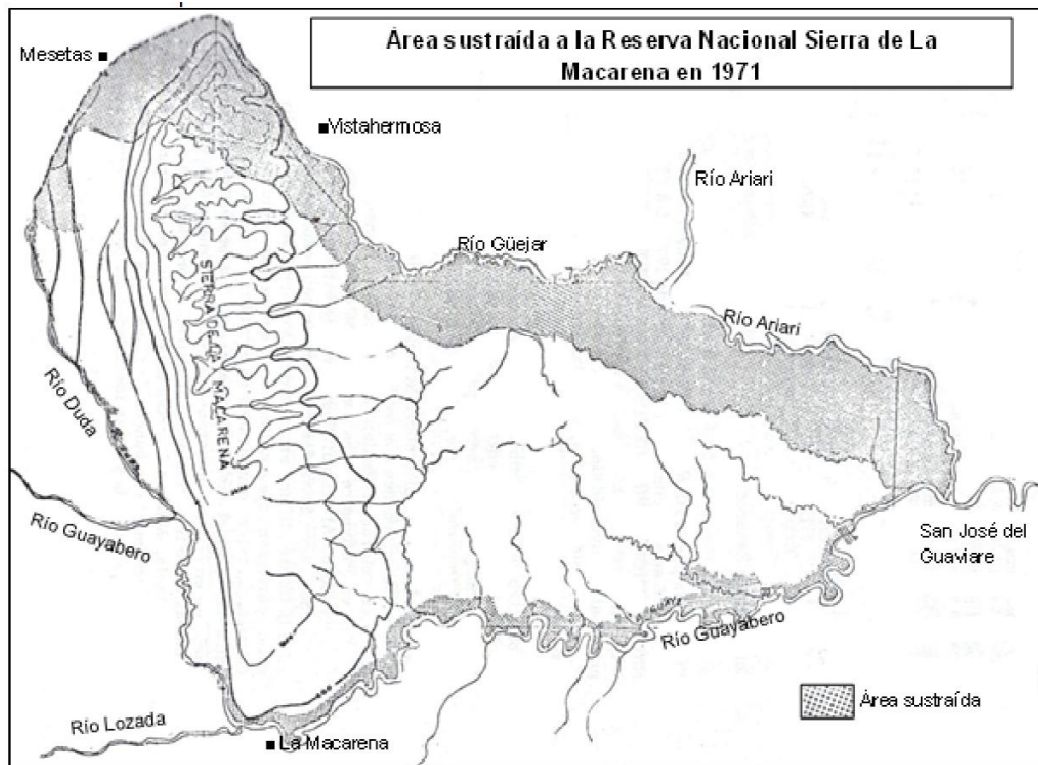 Área sustraída a la Reserva Nacional Sierra de La
Macarena en 1971
Mesetas
Vistahermosa
Río Ariari
Río Güejar
Río Ariari
SIERRA DE LA MACARENA
Río Duda
Río Guayabero
San José del
Guaviare
Río Guayabero
Área sustraída
Río Lozada
La Macarena